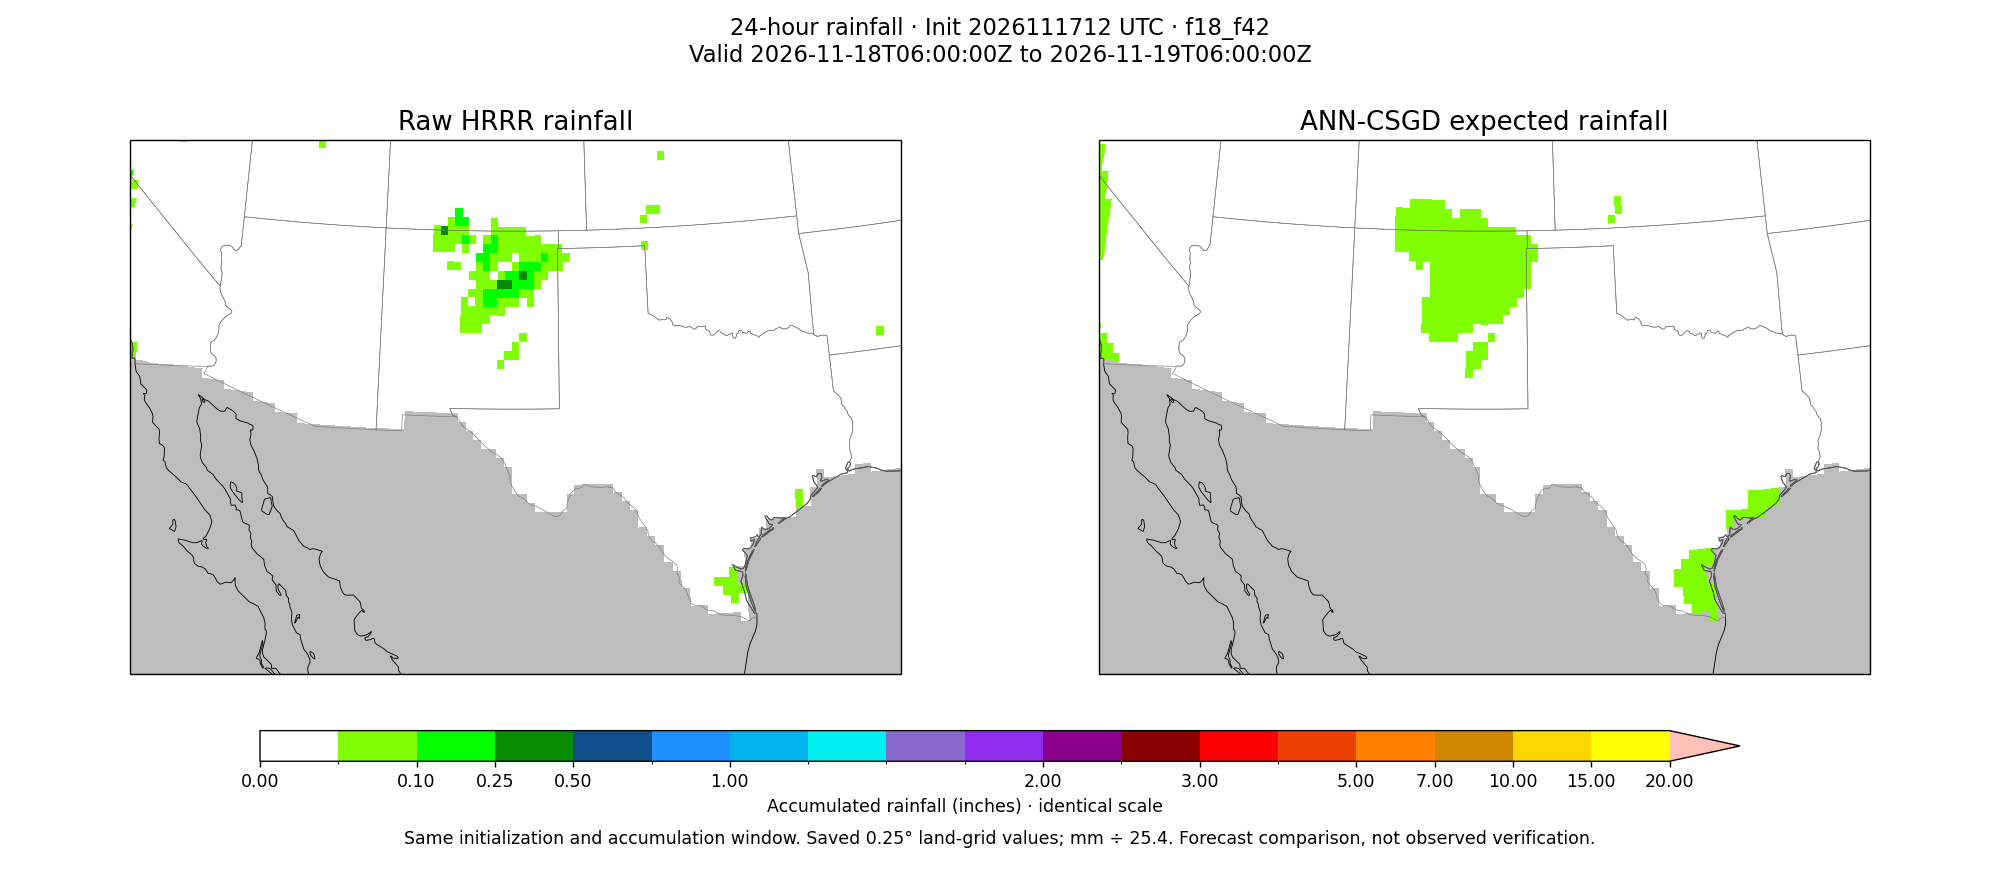 24-hour rainfall · Init 2026111712 UTC · f18_f42
Valid 2026-11-18T06:00:00Z to 2026-11-19T06:00:00Z
Raw HRRR rainfall
ANN-CSGD expected rainfall
0.00 0.10 0.25 0.50 1.00 2.00 3.00 5.00 7.00 10.00 15.00 20.00
Accumulated rainfall (inches) · identical scale
Same initialization and accumulation window. Saved 0.25° land-grid values; mm ÷ 25.4. Forecast comparison, not observed verification.